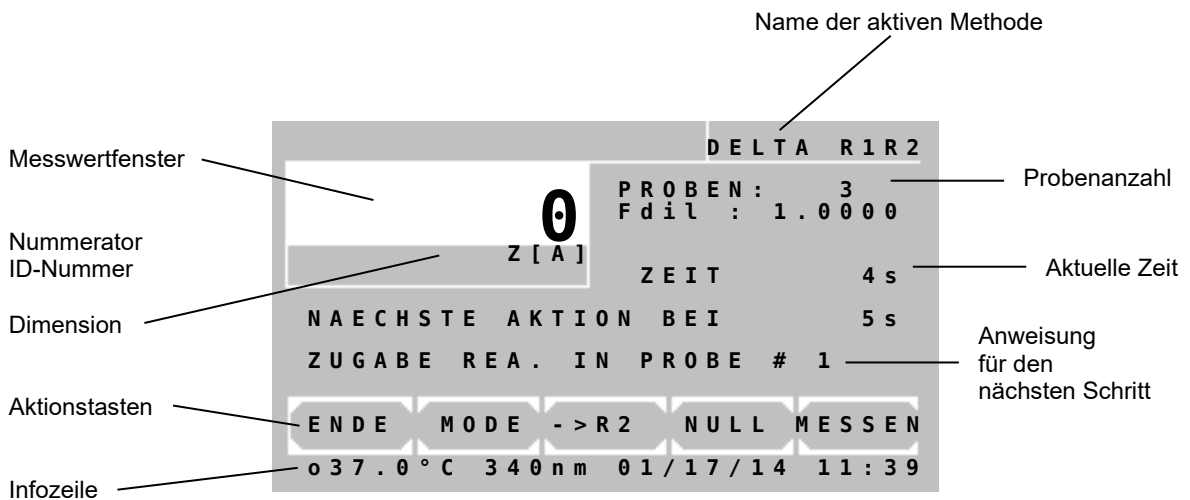 Name der aktiven Methode
DELTA R1R2
Messwertfenster
PROBEN: 3
Probenanzahl
0
Fdil : 1.0000
Nummerator
ID-Nummer
Z[A]
ZEIT 4s
Aktuelle Zeit
Dimension
NAECHSTE AKTION BEI 5s
ZUGABE REA. IN PROBE # 1
Anweisung
für den
nächsten Schritt
Aktionstasten
ENDE MODE ->R2 NULL MESSEN
o37.0°C 340nm 01/17/14 11:39
Infozeile